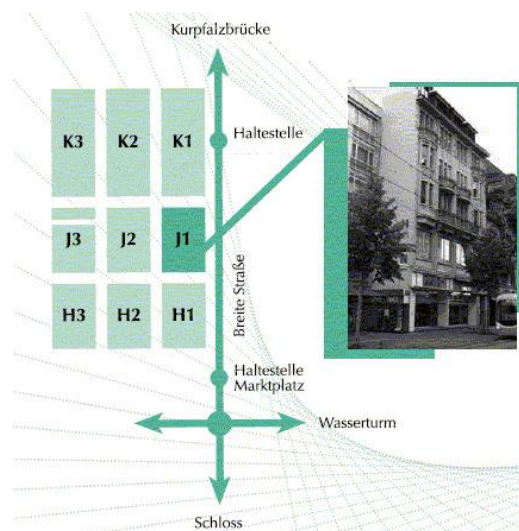 Kurpfalzbrücke
Haltestelle
K3 K2 K1
J3 J2 J1
Breite Straße
H3 H2 H1
Haltestelle
Marktplatz
Wasserturm
Schloss